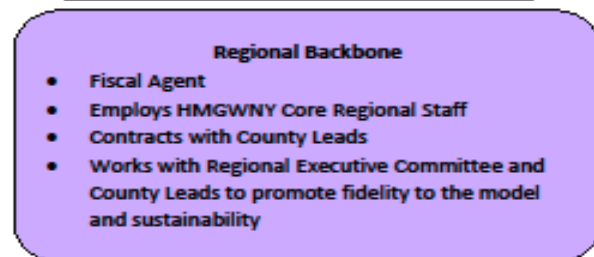 Regional Backbone
• Fiscal Agent
• Employs HMGWNY Core Regional Staff
• Contracts with County Leads
• Works with Regional Executive Committee and
County Leads to promote fidelity to the model
and sustainability